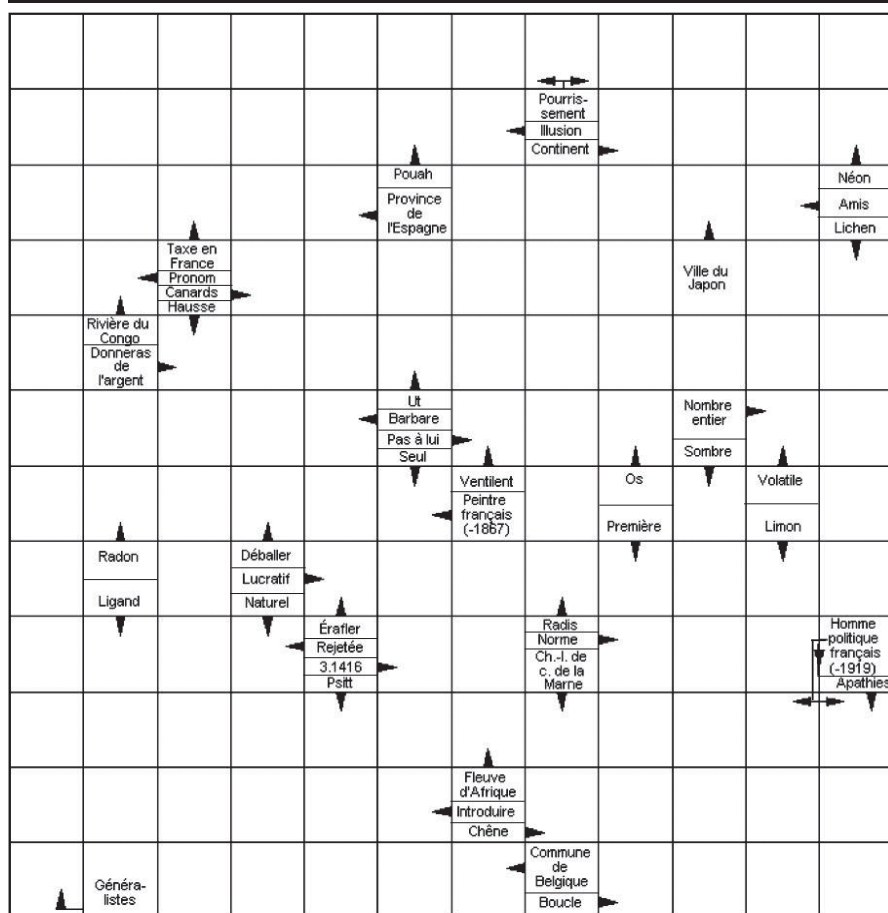 Pourris-
sement
Illusion
Continent
Pouah
Province
de
l'Espagne
Néon
Amis
Lichen
Taxe en
France
Pronom
Canards
Hausse
Ville du
Japon
Rivière du
Congo
Donneras
de
l'argent
Ut
Barbare
Pas à lui
Seul
Nombre
entier
Sombre
Ventilent
Peintre
français
(-1867)
Os
Première
Volatile
Limon
Radon
Ligand
Déballer
Lucratif
Naturel
Érafler
Rejetée
3.1416
Psitt
Radis
Norme
Ch.-l. de
c. de la
Marne
Homme
politique
français
(-1919)
Apathies
Fleuve
d'Afrique
Introduire
Chêne
Commune
de
Belgique
Boucle
Généra-
listes